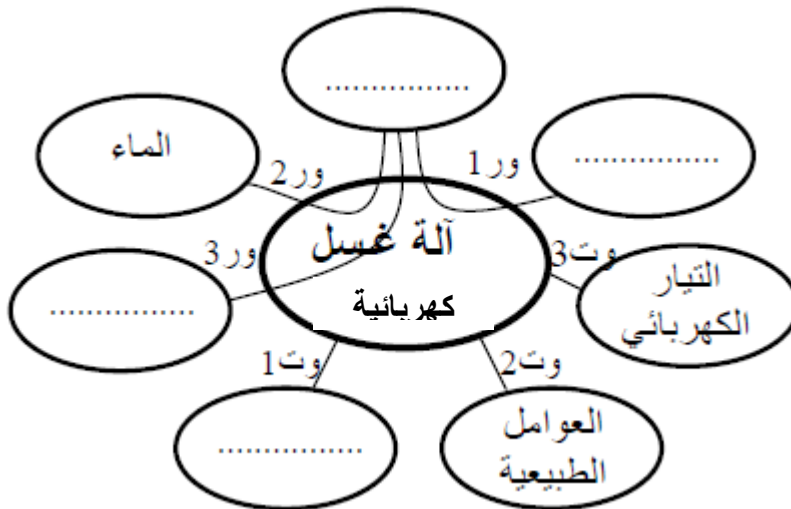 ................
الماء
ور2
ور1
................
آلة غسل
كهربائية
ور3
................
وت3
التيار
الكهربائي
وت1
................
وت2
العوامل
الطبيعية